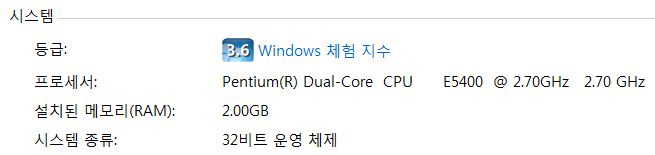 시스템
등급: 3.6 Windows 체험 지수
프로세서: Pentium(R) Dual-Core CPU E5400 @ 2.70GHz 2.70 GHz
설치된 메모리(RAM): 2.00GB
시스템 종류: 32비트 운영 체제